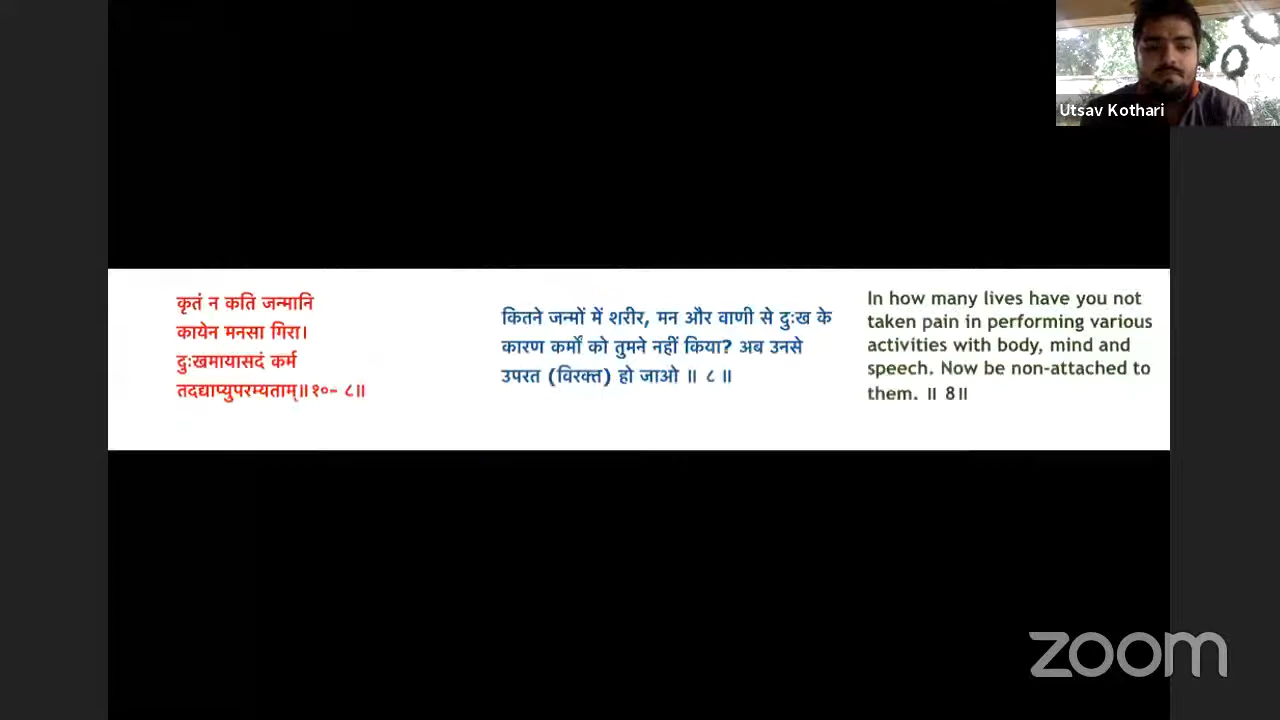 Utsav Kothari
कृतं न कति जन्मानि
कायेन मनसा गिरा।
दुःखमायासदं कर्म
तदद्याप्युपरम्यताम्॥१०- ८॥
कितने जन्मों में शरीर, मन और वाणी से दुःख के
कारण कर्मों को तुमने नहीं किया? अब उनसे
उपरत (विरक्त) हो जाओ ॥ ८ ॥
In how many lives have you not
taken pain in performing various
activities with body, mind and
speech. Now be non-attached to
them. ॥ 8॥
zoom